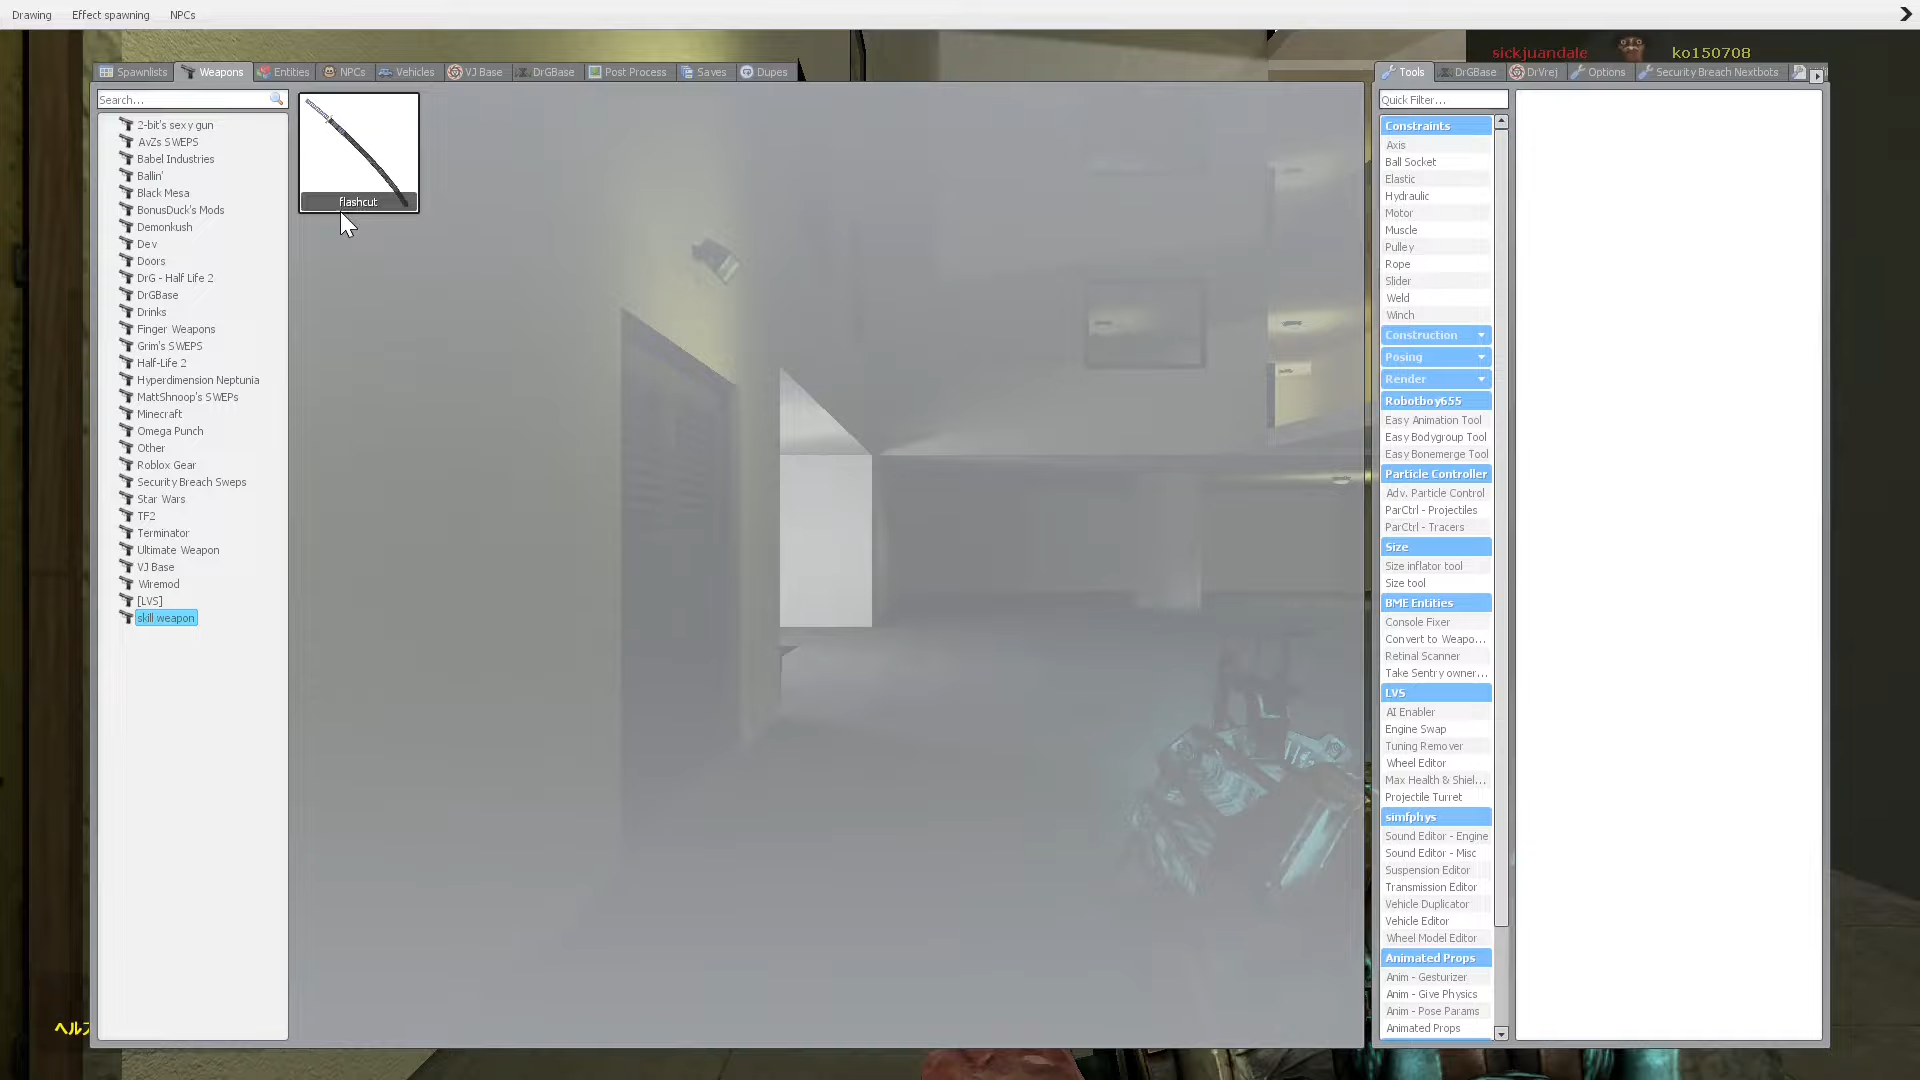 Drawing Effect spawning NPCs
sickjuandale ko150708
Spawnlists Weapons Entities NPCs Vehicles VJ Base DrGBase Post Process Saves Dupes
Search...
2-bit's sexy gun
AvZs SWEPS
Babel Industries
Ballin'
Black Mesa
BonusDuck's Mods
Demonkush
Dev
Doors
DrG - Half Life 2
DrGBase
Drinks
Finger Weapons
Grim's SWEPS
Half-Life 2
Hyperdimension Neptunia
MattShnoop's SWEPs
Minecraft
Omega Punch
Other
Roblox Gear
Security Breach Sweps
Star Wars
TF2
Terminator
Ultimate Weapon
VJ Base
Wiremod
[LVS]
skill weapon
flashcut
Tools DrGBase DrVrej Options Security Breach Nextbots
Quick Filter...
Constraints
Axis
Ball Socket
Elastic
Hydraulic
Motor
Muscle
Pulley
Rope
Slider
Weld
Winch
Construction
Posing
Render
Robotboy655
Easy Animation Tool
Easy Bodygroup Tool
Easy Bonemerge Tool
Particle Controller
Adv. Particle Control
ParCtrl - Projectiles
ParCtrl - Tracers
Size
Size inflator tool
Size tool
BME Entities
Console Fixer
Convert to Weapo...
Retinal Scanner
Take Sentry owner...
LVS
AI Enabler
Engine Swap
Tuning Remover
Wheel Editor
Max Health & Shiel...
Projectile Turret
simfphys
Sound Editor - Engine
Sound Editor - Misc
Suspension Editor
Transmission Editor
Vehicle Duplicator
Vehicle Editor
Wheel Model Editor
Animated Props
Anim - Gesturizer
Anim - Give Physics
Anim - Pose Params
Animated Props
ヘル